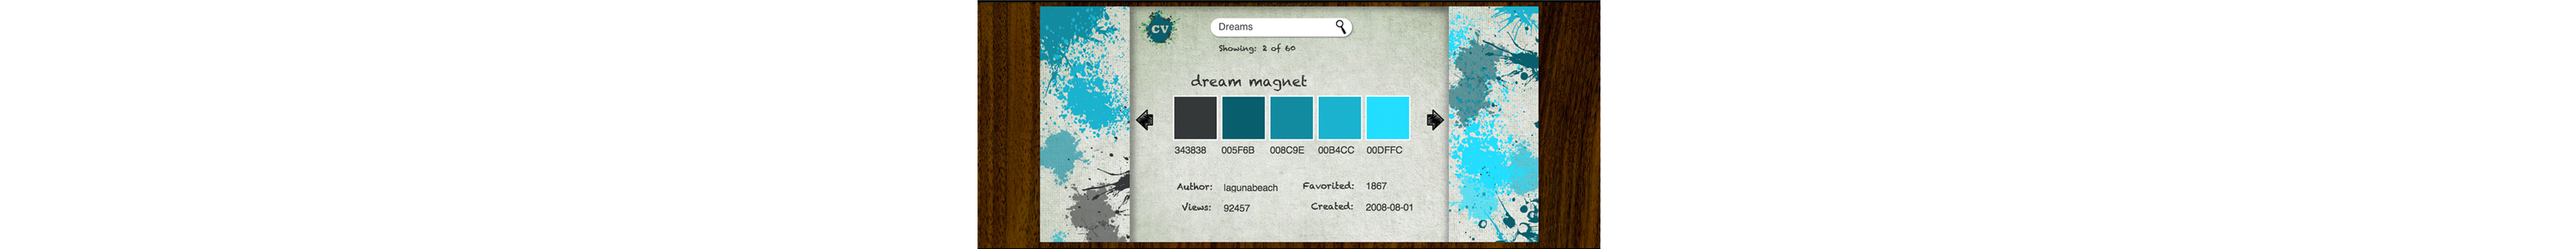 CV
Dreams
Showing: 2 of 60
dream magnet
343838 005F6B 008C9E 00B4CC 00DFFC
Author: lagunabeach Favorited: 1867
Views: 92457 Created: 2008-08-01